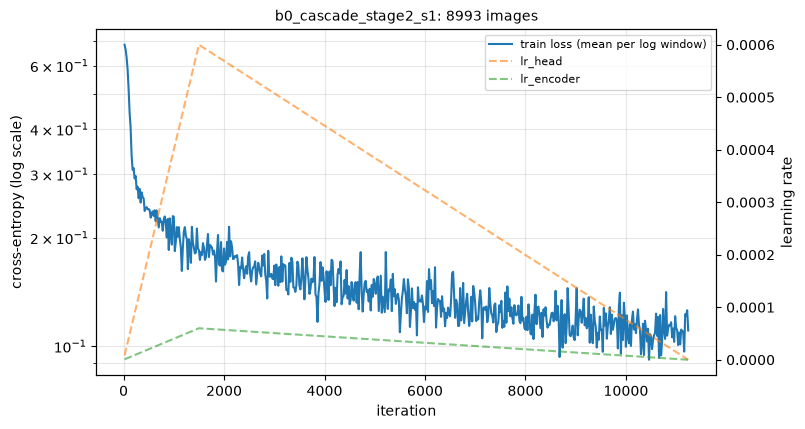 b0_cascade_stage2_s1: 8993 images
train loss (mean per log window)
lr_head
lr_encoder
cross-entropy (log scale)
6 × 10⁻¹
4 × 10⁻¹
3 × 10⁻¹
2 × 10⁻¹
10⁻¹
0.0006
0.0005
0.0004
0.0003
0.0002
0.0001
0.0000
learning rate
0 2000 4000 6000 8000 10000
iteration